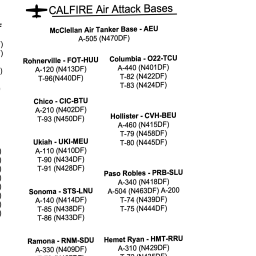 CALFIRE Air Attack Bases
McClellan Air Tanker Base - AEU
A-505 (N470DF)
Rohnerville - FOT-HUU
A-120 (N413DF)
T-96(N440DF)
Columbia - O22-TCU
A-440 (N401DF)
T-82 (N422DF)
T-83 (N424DF)
Chico - CIC-BTU
A-210 (N402DF)
T-93 (N450DF)
Hollister - CVH-BEU
A-460 (N415DF)
T-79 (N458DF)
T-80 (N446DF)
Ukiah - UKI-MEU
A-110 (N410DF)
T-90 (N434DF)
T-91 (N428DF)
Paso Robles - PRB-SLU
A-340 (N418DF)
A-504 (N463DF) A-200
T-74 (N439DF)
T-75 (N444DF)
Sonoma - STS-LNU
A-140 (N414DF)
T-85 (N438DF)
T-86 (N433DF)
Ramona - RNM-SDU
A-330 (N409DF)
Hemet Ryan - HMT-RRU
A-310 (N429DF)